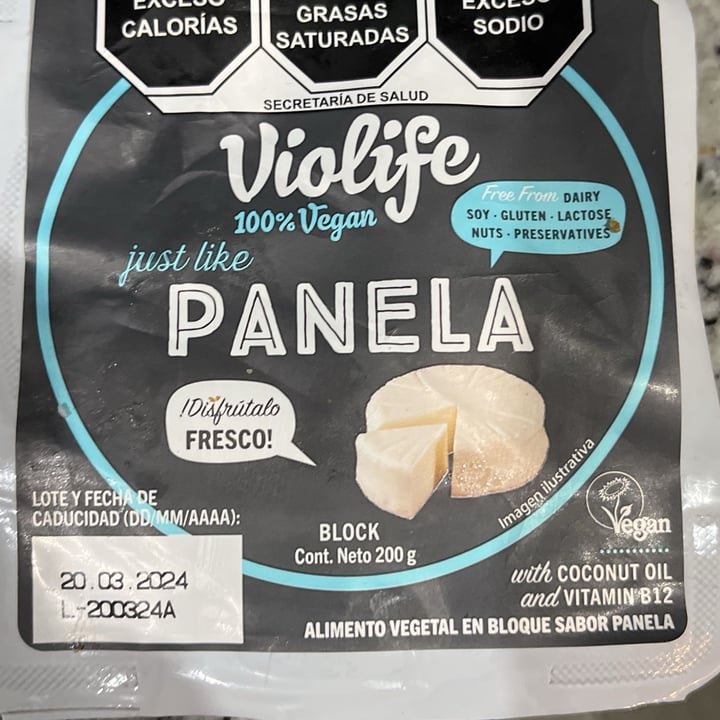 EXCESO
CALORÍAS
GRASAS
SATURADAS
EXCESO
SODIO
SECRETARÍA DE SALUD
Violife
100% Vegan
Free From DAIRY
SOY · GLUTEN · LACTOSE
NUTS · PRESERVATIVES
just like
PANELA
¡Disfrútalo
FRESCO!
Imagen ilustrativa
LOTE Y FECHA DE
CADUCIDAD (DD/MM/AAAA):
20.03.2024
L-200324A
BLOCK
Cont. Neto 200 g
Vegan
with COCONUT OIL
and VITAMIN B12
ALIMENTO VEGETAL EN BLOQUE SABOR PANELA